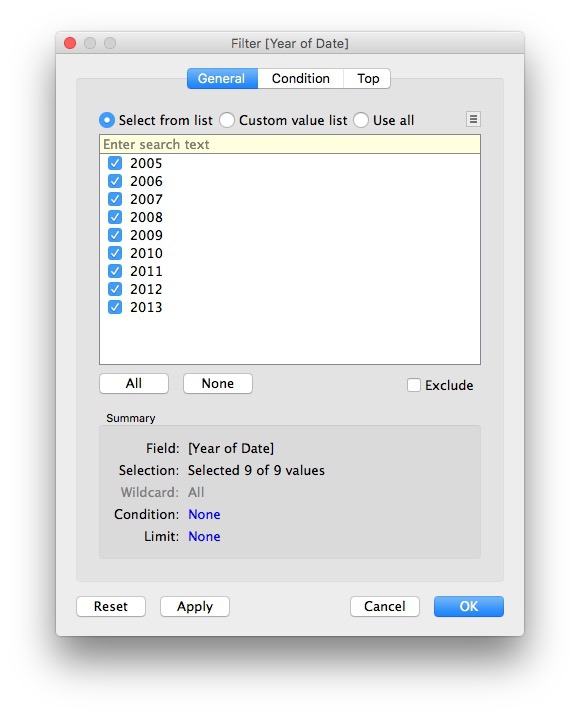 Filter [Year of Date]
General Condition Top
Select from list Custom value list Use all
Enter search text
2005
2006
2007
2008
2009
2010
2011
2012
2013
All None Exclude
Summary
Field: [Year of Date]
Selection: Selected 9 of 9 values
Wildcard: All
Condition: None
Limit: None
Reset Apply Cancel OK